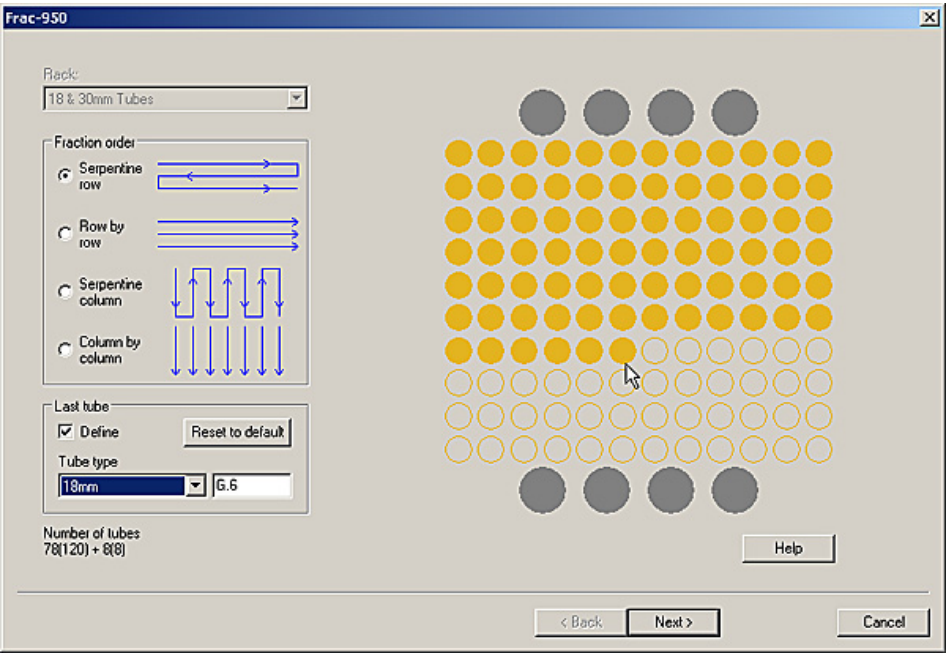 Frac-950
Rack:
18 & 30mm Tubes
Fraction order
Serpentine
row
Row by
row
Serpentine
column
Column by
column
Last tube
Define
Reset to default
Tube type
18mm
G.6
Number of tubes
78(120) + 8(8)
Help
< Back
Next >
Cancel